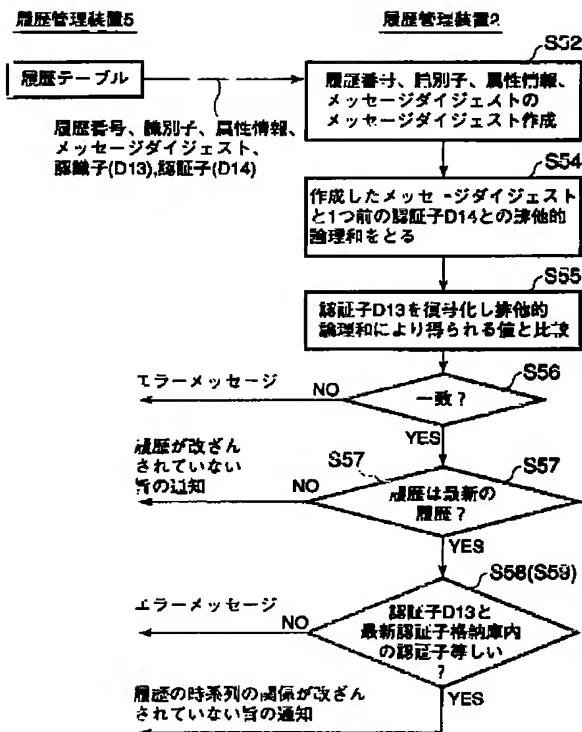 履歴管理装置5
履歴管理装置2
S52
履歴テーブル
履歴番号、識別子、属性情報、
メッセージダイジェストの
メッセージダイジェスト作成
履歴番号、識別子、属性情報、
メッセージダイジェスト、
認識子(D13),認証子(D14)
S54
作成したメッセージダイジェスト
と1つ前の認証子D14との排他的
論理和をとる
S55
認証子D13を復号化し排他的
論理和により得られる値と比較
エラーメッセージ
NO
S56
一致?
YES
履歴が改ざん
されていない
旨の通知
NO
S57
S57
履歴は最新の
履歴?
YES
S58(S59)
エラーメッセージ
NO
認証子D13と
最新認証子格納庫内
の認証子等しい
?
YES
履歴の時系列の関係が改ざん
されていない旨の通知